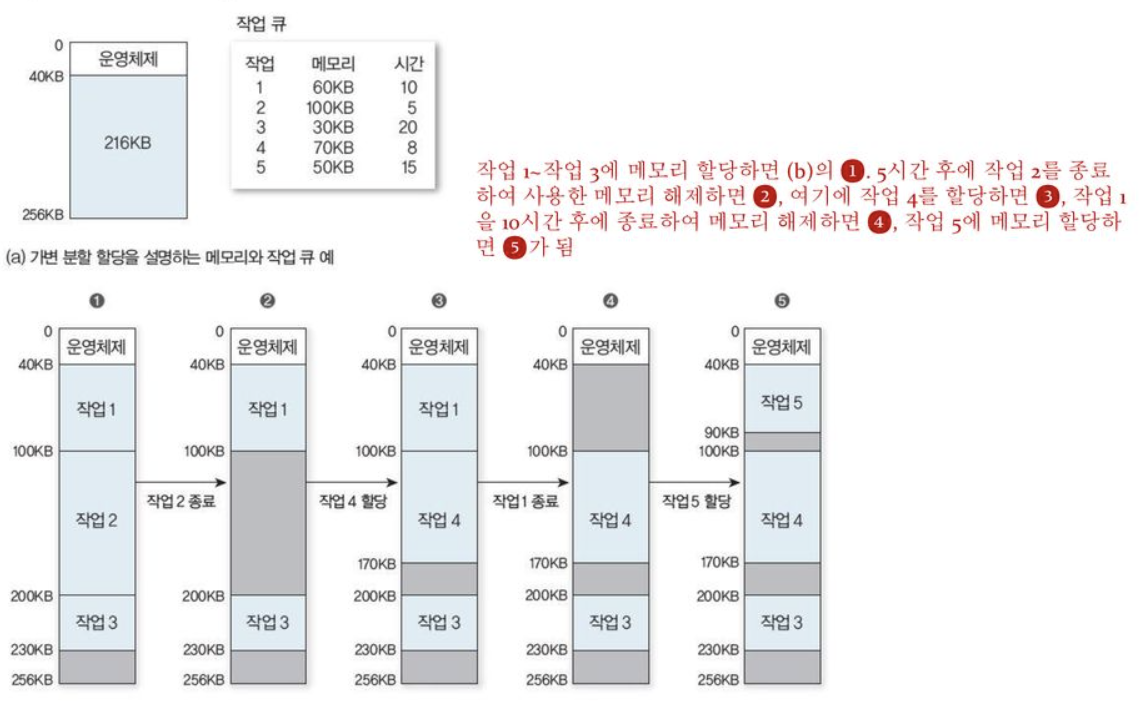 작업 큐
0
운영체제
40KB
216KB
256KB
작업 메모리 시간
1 60KB 10
2 100KB 5
3 30KB 20
4 70KB 8
5 50KB 15
작업 1~작업 3에 메모리 할당하면 (b)의 ❶. 5시간 후에 작업 2를 종료
하여 사용한 메모리 해제하면 ❷, 여기에 작업 4를 할당하면 ❸, 작업 1
을 10시간 후에 종료하여 메모리 해제하면 ❹, 작업 5에 메모리 할당하
면 ❺가 됨
(a) 가변 분할 할당을 설명하는 메모리와 작업 큐 예
❶
0
운영체제
40KB
작업1
100KB
작업2
200KB
작업3
230KB
256KB
작업 2 종료
❷
0
운영체제
40KB
작업1
100KB
200KB
작업3
230KB
256KB
작업 4 할당
❸
0
운영체제
40KB
작업1
100KB
작업 4
170KB
200KB
작업3
230KB
256KB
작업1 종료
❹
0
운영체제
40KB
100KB
작업4
170KB
200KB
작업3
230KB
256KB
작업5 할당
❺
0
운영체제
40KB
작업 5
90KB
100KB
작업4
170KB
200KB
작업3
230KB
256KB